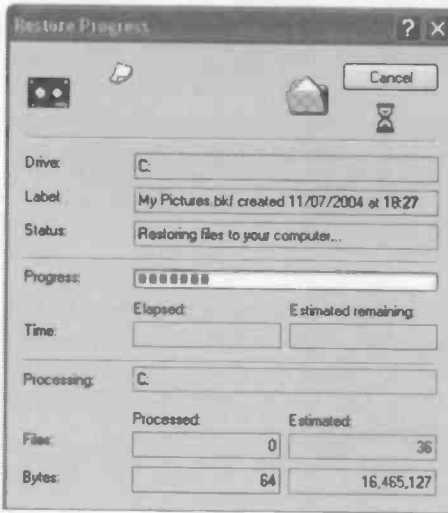 Restore Progress ? X
Cancel
Drive: C:
Label: My Pictures.bkf created 11/07/2004 at 19:27
Status: Restoring files to your computer...
Progress:
Elapsed: Estimated remaining:
Time:
Processing: C:
Processed: Estimated:
Files: 0 36
Bytes: 64 16,465,127